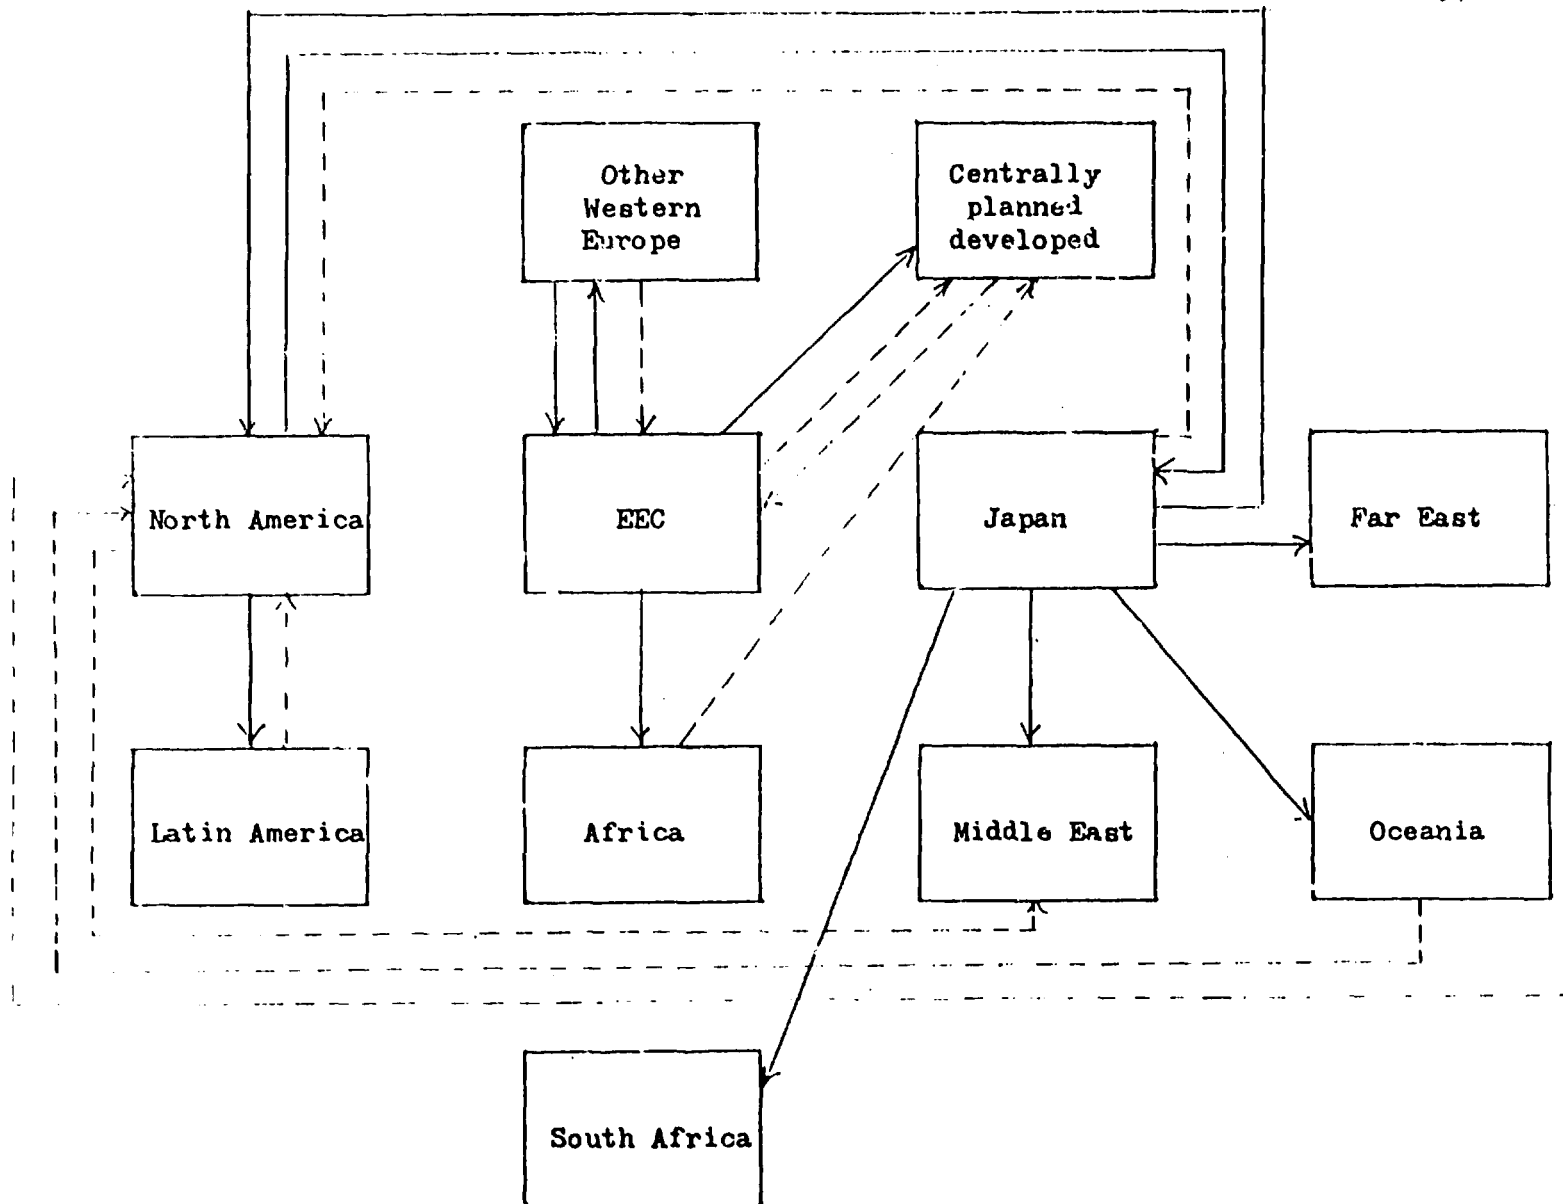 Other
Western
Europe
Centrally
planned
developed
North America
EEC
Japan
Far East
Latin America
Africa
Middle East
Oceania
South Africa